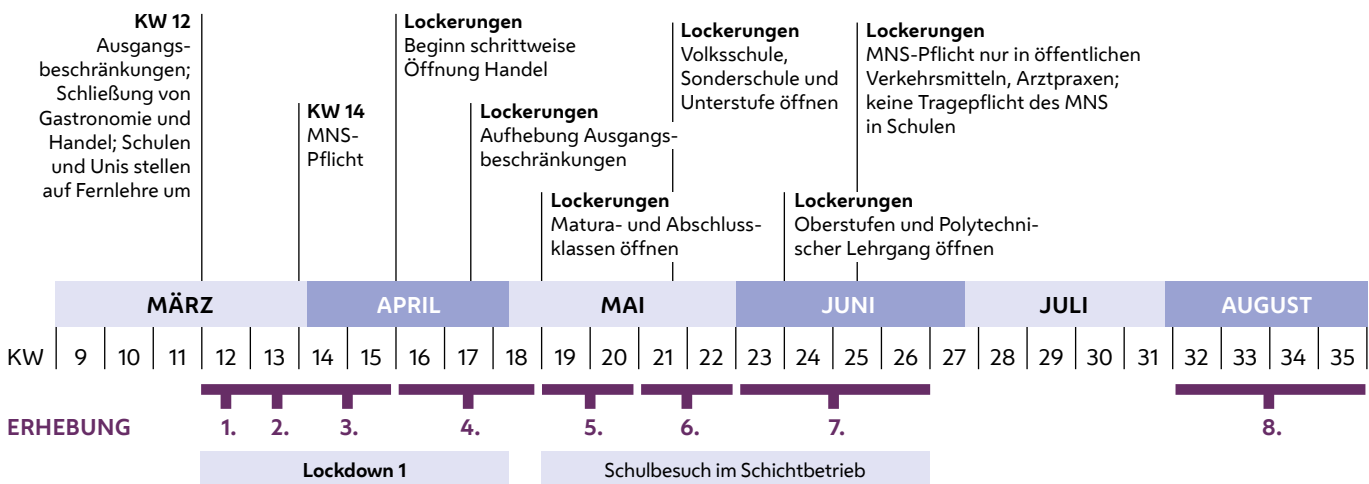 KW 12
Ausgangs-
beschränkungen;
Schließung von
Gastronomie und
Handel; Schulen
und Unis stellen
auf Fernlehre um
KW 14
MNS-
Pflicht
Lockerungen
Beginn schrittweise
Öffnung Handel
Lockerungen
Aufhebung Ausgangs-
beschränkungen
Lockerungen
Matura- und Abschluss-
klassen öffnen
Lockerungen
Volksschule,
Sonderschule und
Unterstufe öffnen
Lockerungen
Oberstufen und Polytechni-
scher Lehrgang öffnen
Lockerungen
MNS-Pflicht nur in öffentlichen
Verkehrsmitteln, Arztpraxen;
keine Tragepflicht des MNS
in Schulen
MÄRZ APRIL MAI JUNI JULI AUGUST
KW 9 10 11 12 13 14 15 16 17 18 19 20 21 22 23 24 25 26 27 28 29 30 31 32 33 34 35
ERHEBUNG 1. 2. 3. 4. 5. 6. 7. 8.
Lockdown 1 Schulbesuch im Schichtbetrieb